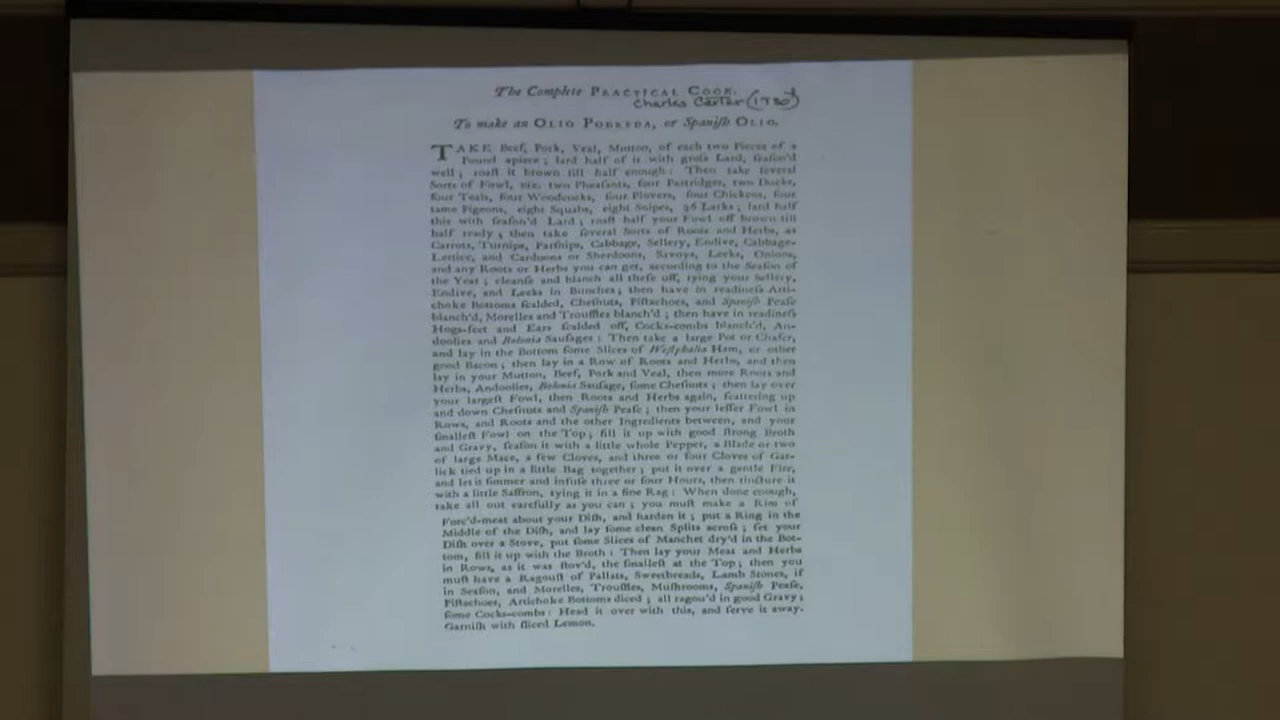 The Complete PRACTICAL COOK.
Charles Carter (1730)
To make an OLIO PODREDA, or Spaniſh OLIO.
TAKE Beef, Pork, Veal, Mutton, of each two Pieces of a
Pound apiece; lard half of it with groſs Lard, ſeaſon'd
well; roaſt it brown till half enough: Then take ſeveral
Sorts of Fowl, viz. two Pheaſants, four Partridges, two Ducks,
four Teals, four Woodcocks, four Plovers, four Chickens, four
tame Pigeons, eight Squabs, eight Snipes, 36 Larks; lard half
this with ſeaſon'd Lard; roaſt half your Fowl off brown till
half ready; then take ſeveral Sorts of Roots and Herbs, as
Carrots, Turnips, Parſnips, Cabbage, Sellery, Endive, Cabbage-
Lettice, and Cardoons or Sherdoons, Savoys, Leeks, Onions,
and any Roots or Herbs you can get, according to the Seaſon of
the Year; cleanſe and blanch all theſe off, tying your Sellery,
Endive, and Leeks in Bunches; then have in readineſs Arti-
choke Bottoms ſcalded, Cheſnuts, Piſtachoes, and Spaniſh Peaſe
blanch'd, Morelles and Trouffles blanch'd; then have in readineſs
Hogs-feet and Ears ſcalded off, Cocks-combs blanch'd, An-
doolies and Bolonia Sauſages: Then take a large Pot or Chafer,
and lay in the Bottom ſome Slices of Weſtphalia Ham, or other
good Bacon; then lay in a Row of Roots and Herbs, and then
lay in your Mutton, Beef, Pork and Veal, then more Roots and
Herbs, Andoolies, Bolonia Sauſage, ſome Cheſnuts; then lay over
your largeſt Fowl, then Roots and Herbs again, ſcattering up
and down Cheſnuts and Spaniſh Peaſe; then your leſſer Fowl in
Rows, and Roots and the other Ingredients between, and your
ſmalleſt Fowl on the Top; fill it up with good ſtrong Broth
and Gravy, ſeaſon it with a little whole Pepper, a Blade or two
of large Mace, a few Cloves, and three or four Cloves of Gar-
lick tied up in a little Bag together; put it over a gentle Fire,
and let it ſimmer and infuſe three or four Hours, then tincture it
with a little Saffron, tying it in a fine Rag: When done enough,
take all out carefully as you can; you muſt make a Rim of
Forc'd-meat about your Diſh, and harden it; put a Ring in the
Middle of the Diſh, and lay ſome clean Splits acroſs; ſet your
Diſh over a Stove, put ſome Slices of Manchet dry'd in the Bot-
tom, fill it up with the Broth: Then lay your Meat and Herbs
in Rows, as it was ſtov'd, the ſmalleſt at the Top; then you
muſt have a Ragouſt of Pallats, Sweetbreads, Lamb Stones, if
in Seaſon, and Morelles, Trouffles, Muſhrooms, Spaniſh Peaſe,
Piſtachoes, Artichoke Bottoms diced; all ragou'd in good Gravy;
ſome Cocks-combs: Head it over with this, and ſerve it away.
Garniſh with ſliced Lemon.